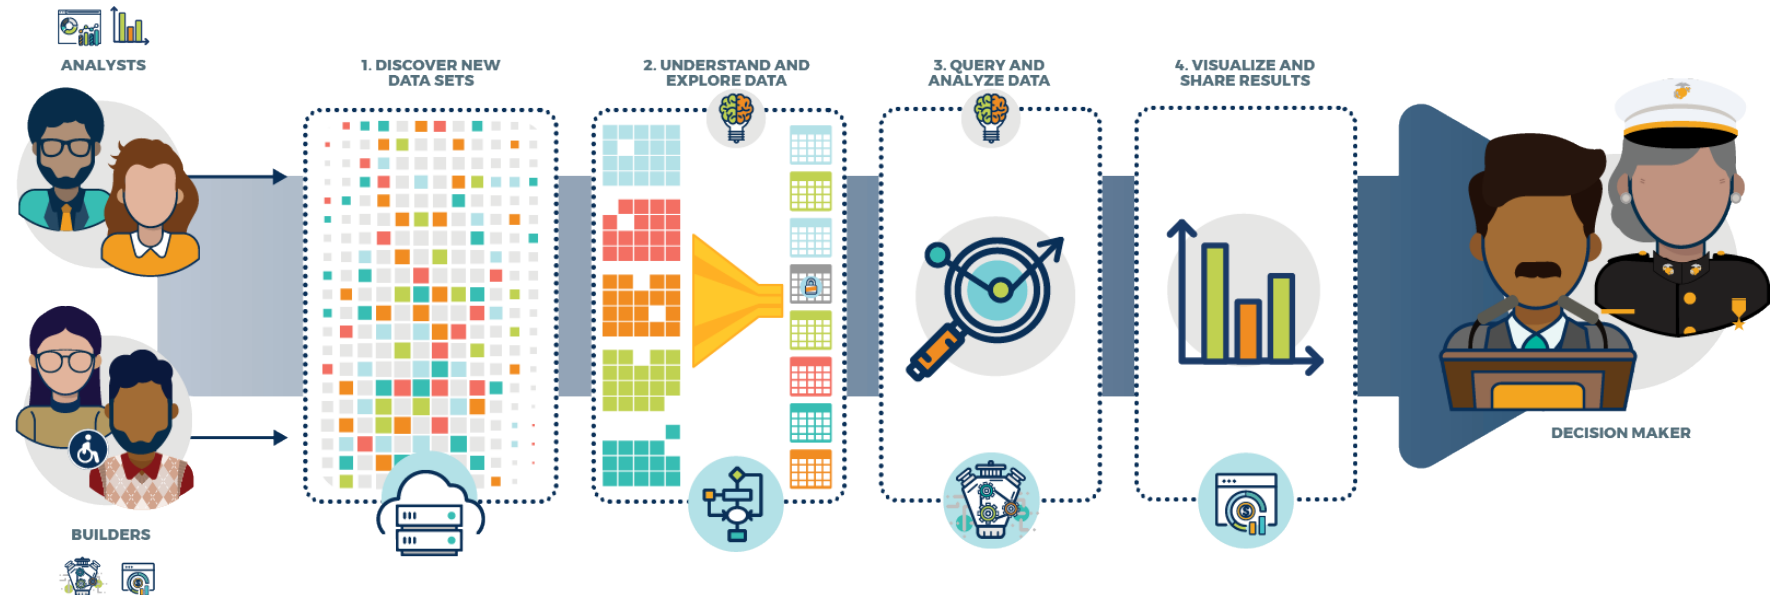 ANALYSTS
1. DISCOVER NEW
DATA SETS
2. UNDERSTAND AND
EXPLORE DATA
3. QUERY AND
ANALYZE DATA
4. VISUALIZE AND
SHARE RESULTS
DECISION MAKER
BUILDERS